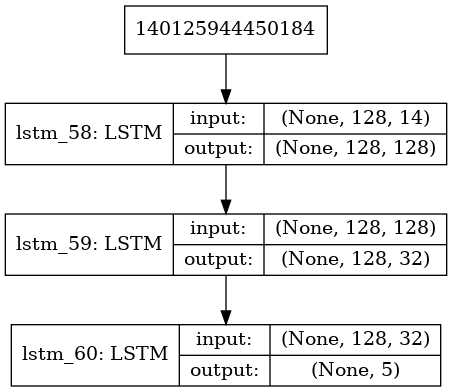 140125944450184
lstm_58: LSTM
input: (None, 128, 14)
output: (None, 128, 128)
lstm_59: LSTM
input: (None, 128, 128)
output: (None, 128, 32)
lstm_60: LSTM
input: (None, 128, 32)
output: (None, 5)